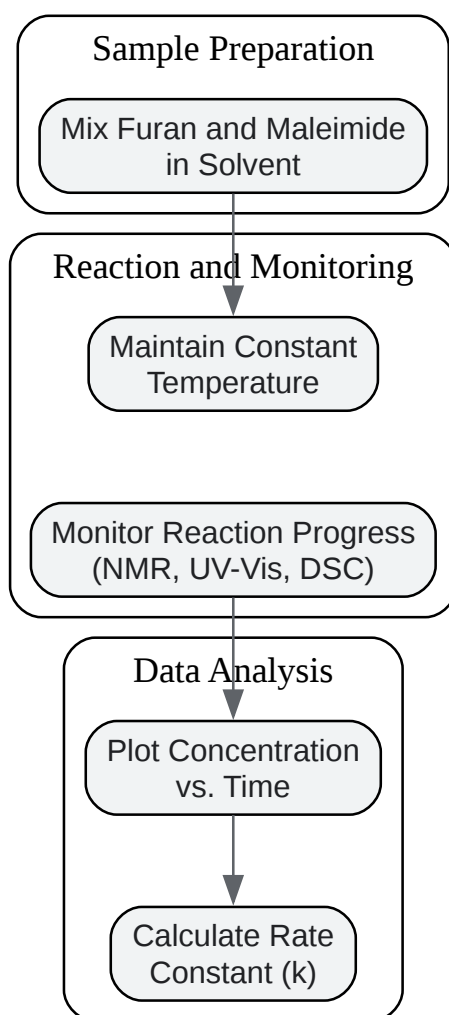 Sample Preparation
Mix Furan and Maleimide
in Solvent
Reaction and Monitoring
Maintain Constant
Temperature
Monitor Reaction Progress
(NMR, UV-Vis, DSC)
Data Analysis
Plot Concentration
vs. Time
Calculate Rate
Constant (k)